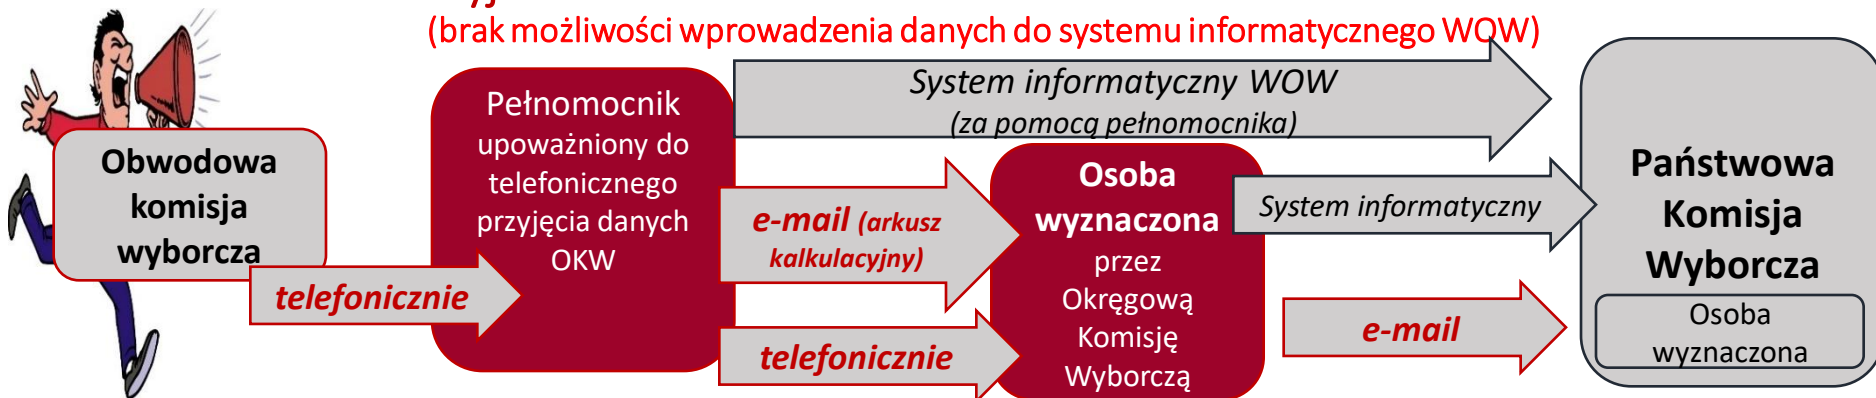 (brak możliwości wprowadzenia danych do systemu informatycznego WOW)
Obwodowa
komisja
wyborcza
telefonicznie
Pełnomocnik
upoważniony do
telefonicznego
przyjęcia danych
OKW
System informatyczny WOW
(za pomocą pełnomocnika)
e-mail (arkusz
kalkulacyjny)
telefonicznie
Osoba
wyznaczona
przez
Okręgową
Komisję
Wyborczą
System informatyczny
e-mail
Państwowa
Komisja
Wyborcza
Osoba
wyznaczona